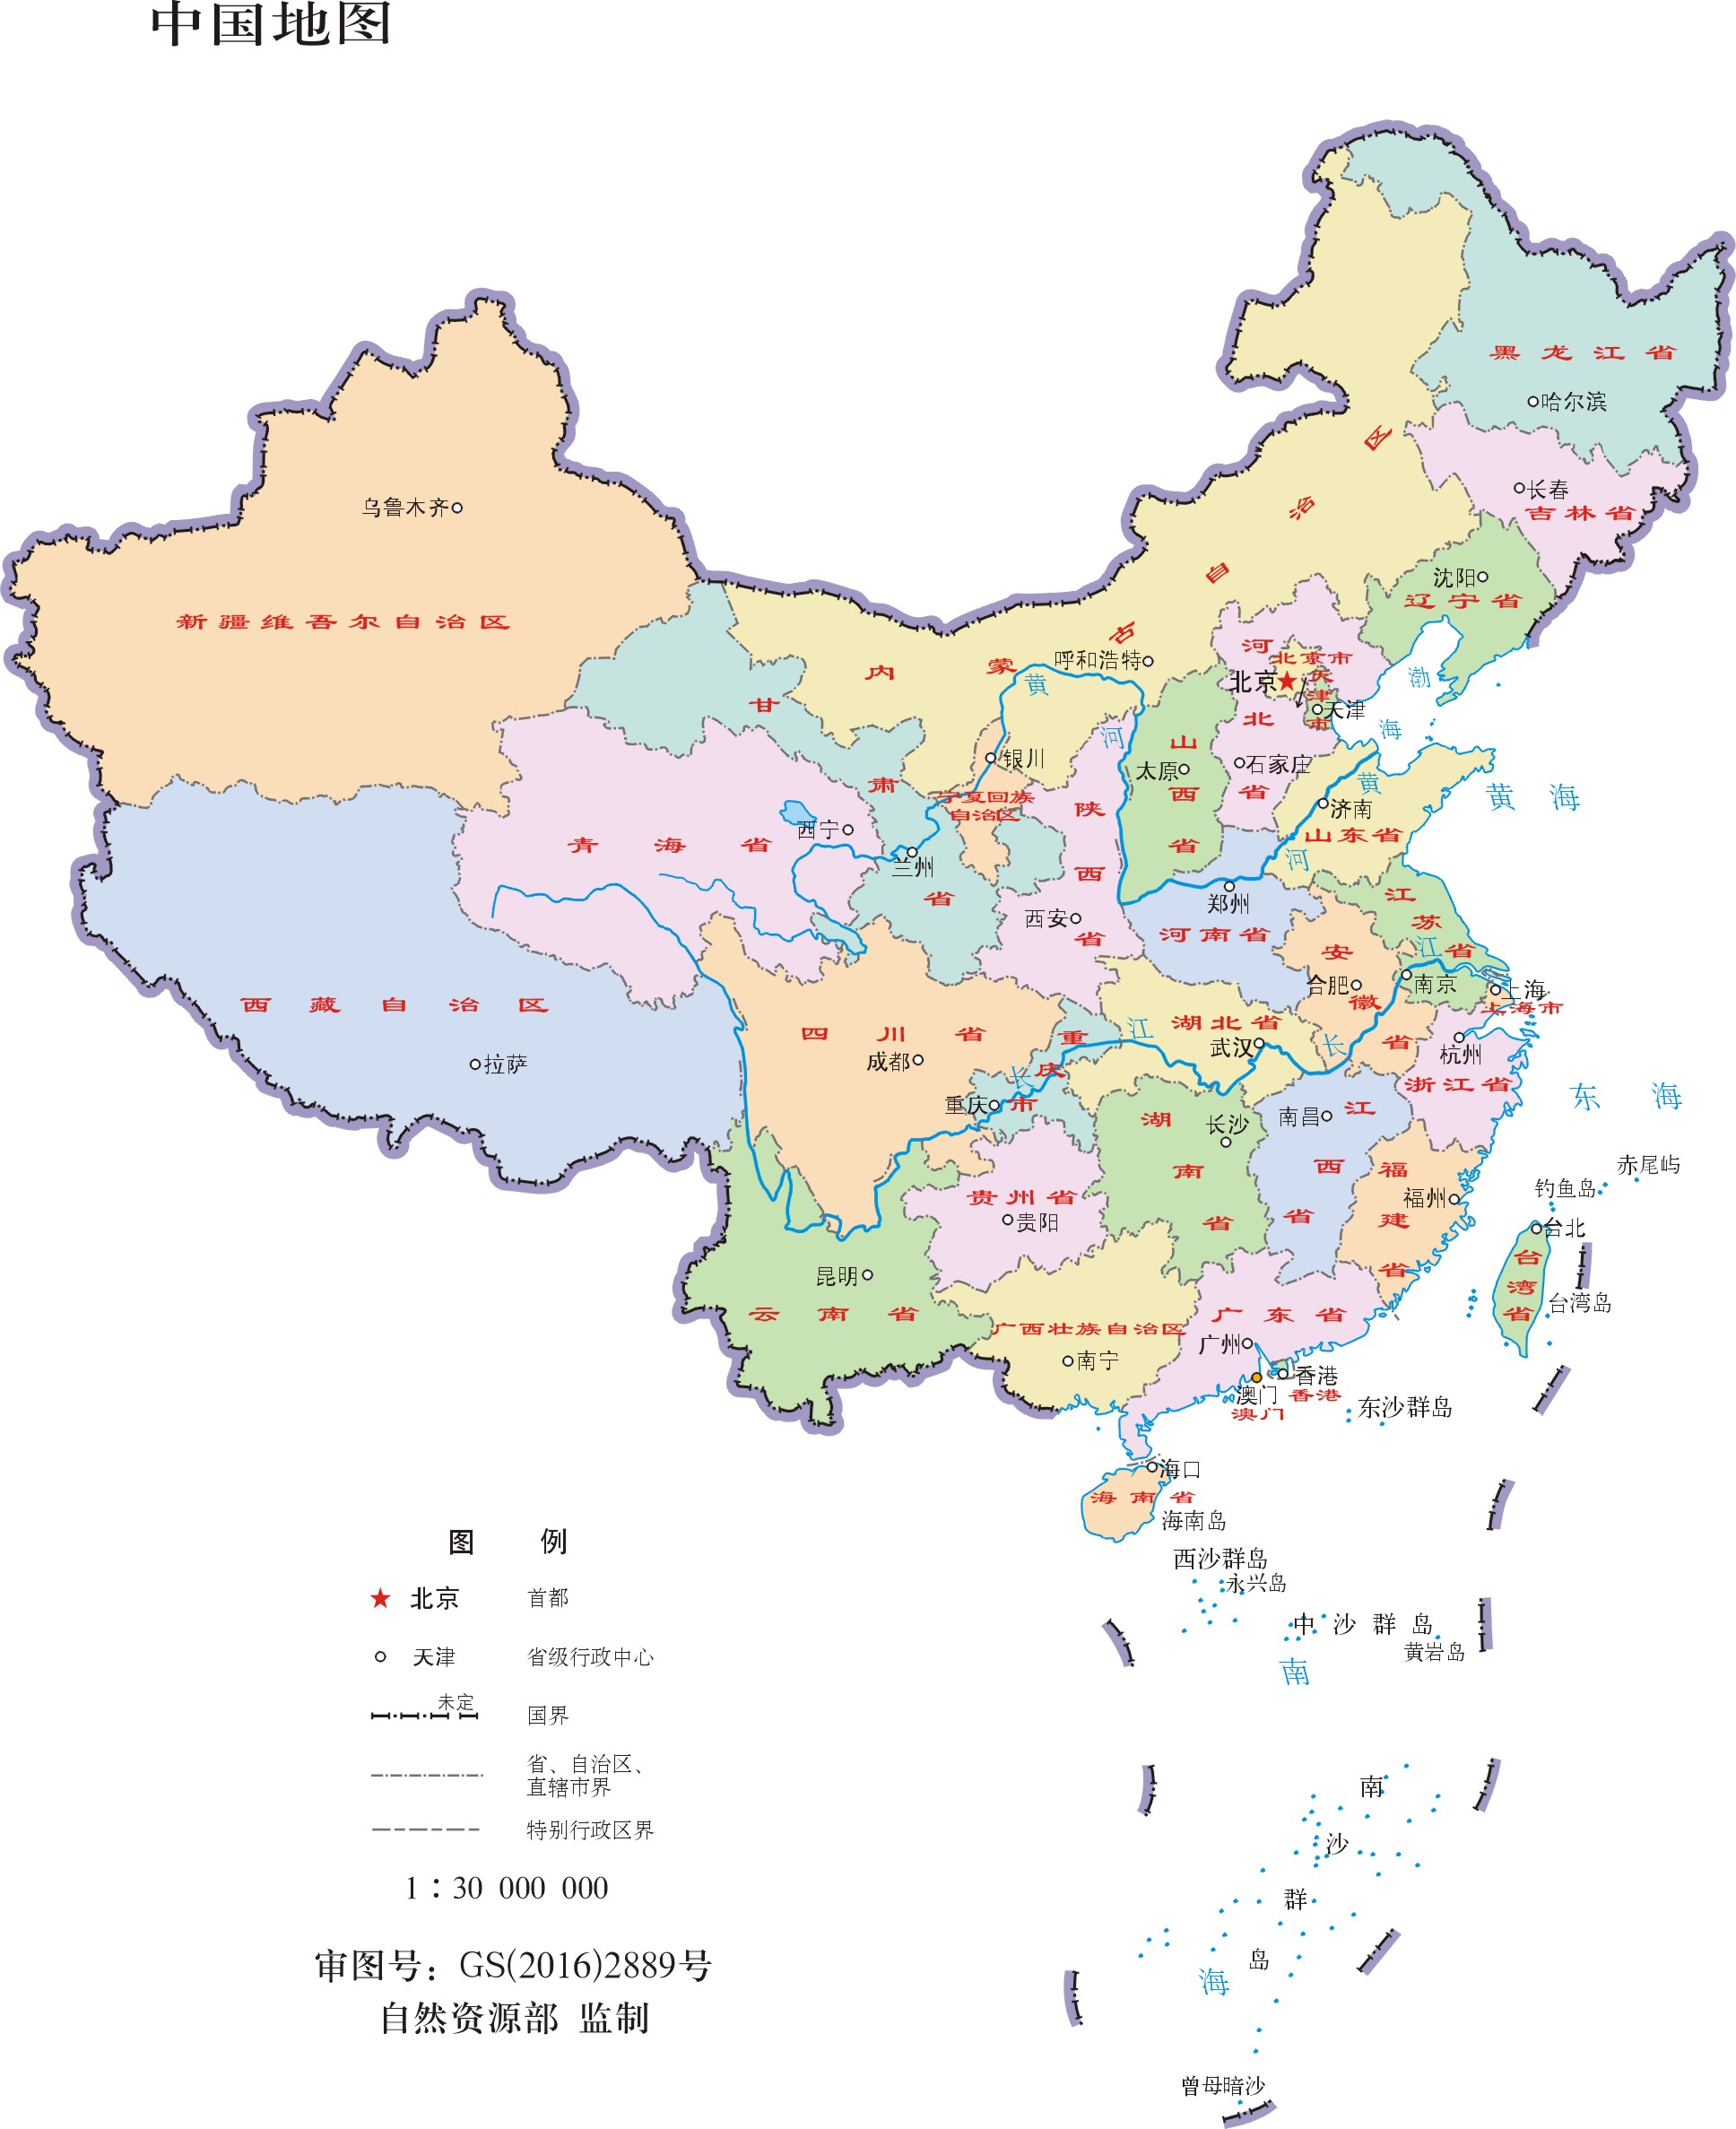 中国地图
黑龙江省
哈尔滨
长春
吉林省
沈阳
辽宁省
乌鲁木齐
新疆维吾尔自治区
内蒙古自治区
呼和浩特
河北省
北京市
北京
天津市
天津
石家庄
渤海
黄海
甘肃省
兰州
银川
宁夏回族
自治区
山西省
太原
陕西省
西安
黄河
黄河
济南
山东省
青海省
西宁
郑州
河南省
江苏省
南京
安徽省
合肥
上海
上海市
西藏自治区
拉萨
四川省
成都
重庆市
重庆
长江
长江
江
湖北省
武汉
杭州
浙江省
东海
湖南省
长沙
江西省
南昌
福建省
福州
赤尾屿
钓鱼岛
台北
台湾省
台湾岛
贵州省
贵阳
昆明
云南省
广西壮族自治区
南宁
广东省
广州
香港
香港
澳门
澳门
东沙群岛
海口
海南省
海南岛
西沙群岛
永兴岛
中沙群岛
黄岩岛
南海
南沙群岛
曾母暗沙
图例
北京 首都
天津 省级行政中心
未定
国界
省、自治区、
直辖市界
特别行政区界
1：30 000 000
审图号：GS(2016)2889号
自然资源部 监制